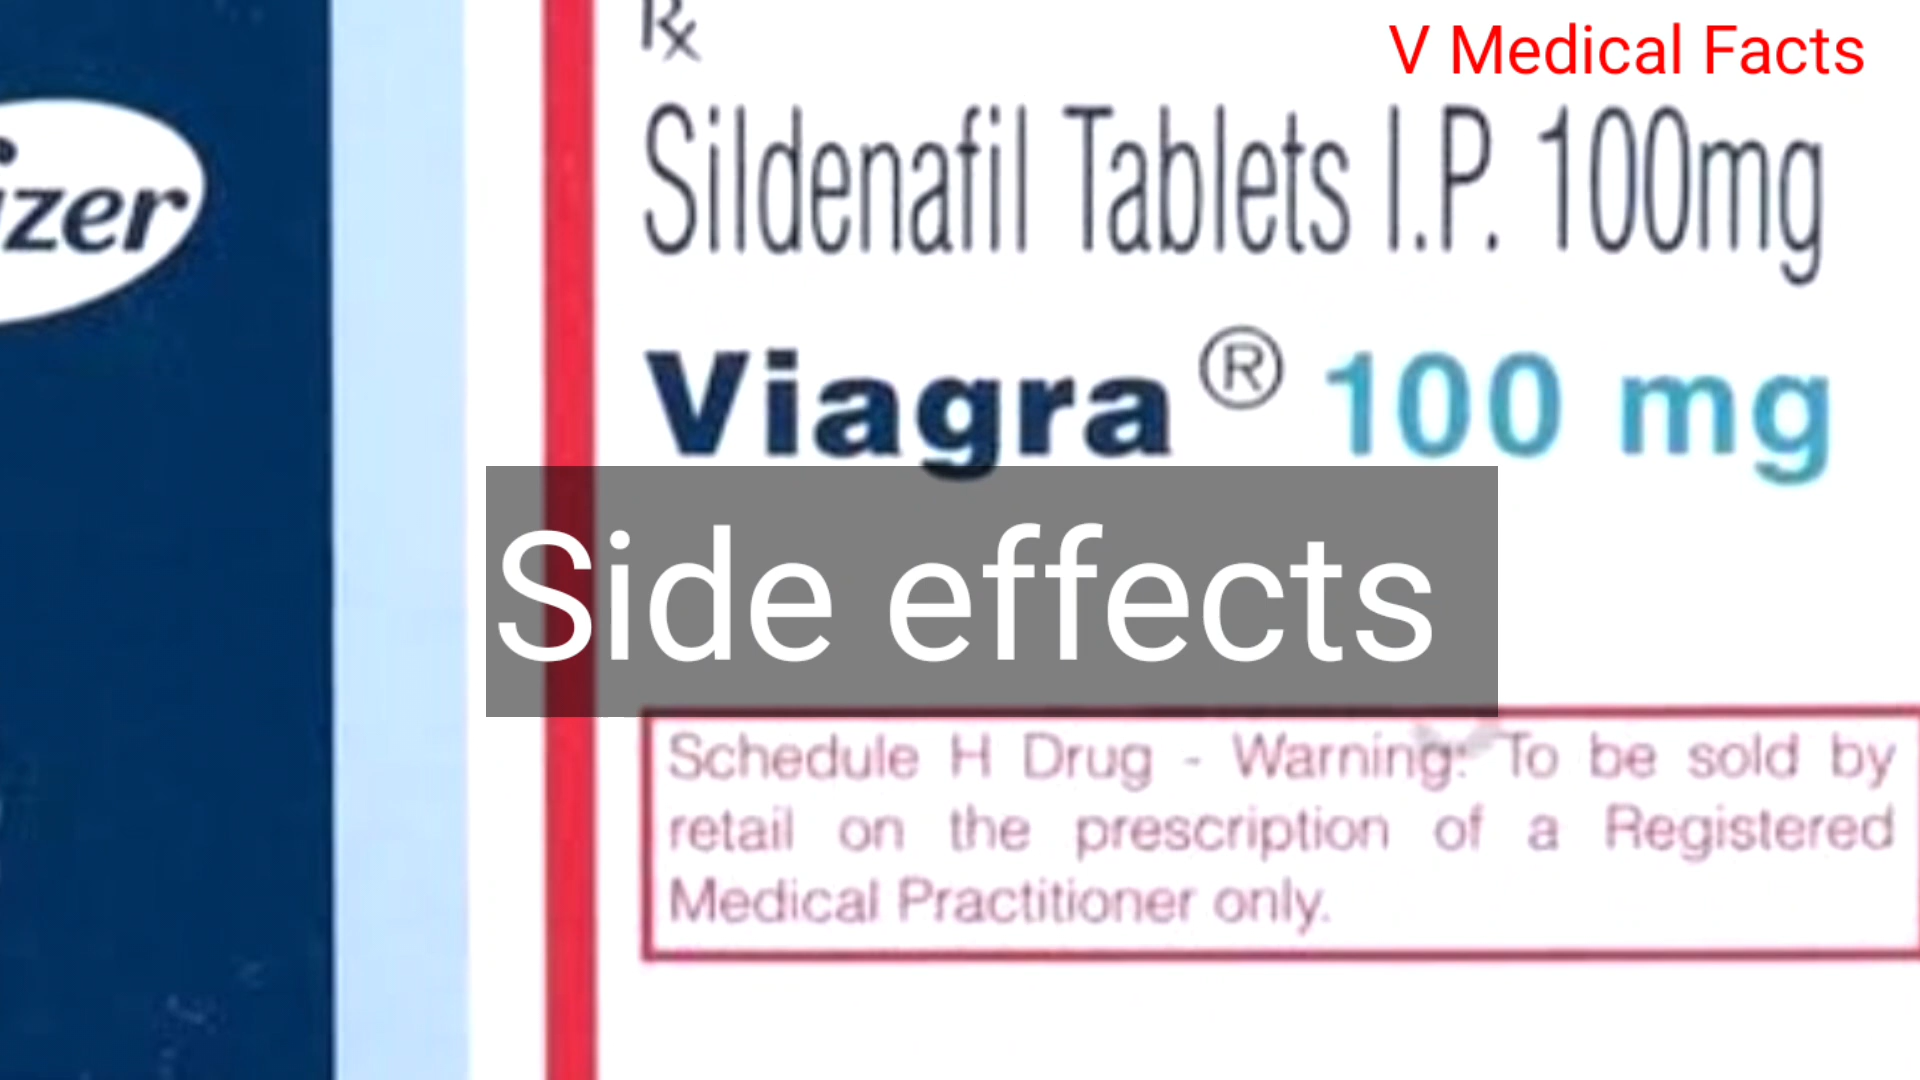 Rx
V Medical Facts
Sildenafil Tablets I.P. 100mg
Viagra® 100 mg
Side effects
Schedule H Drug - Warning: To be sold by
retail on the prescription of a Registered
Medical Practitioner only.